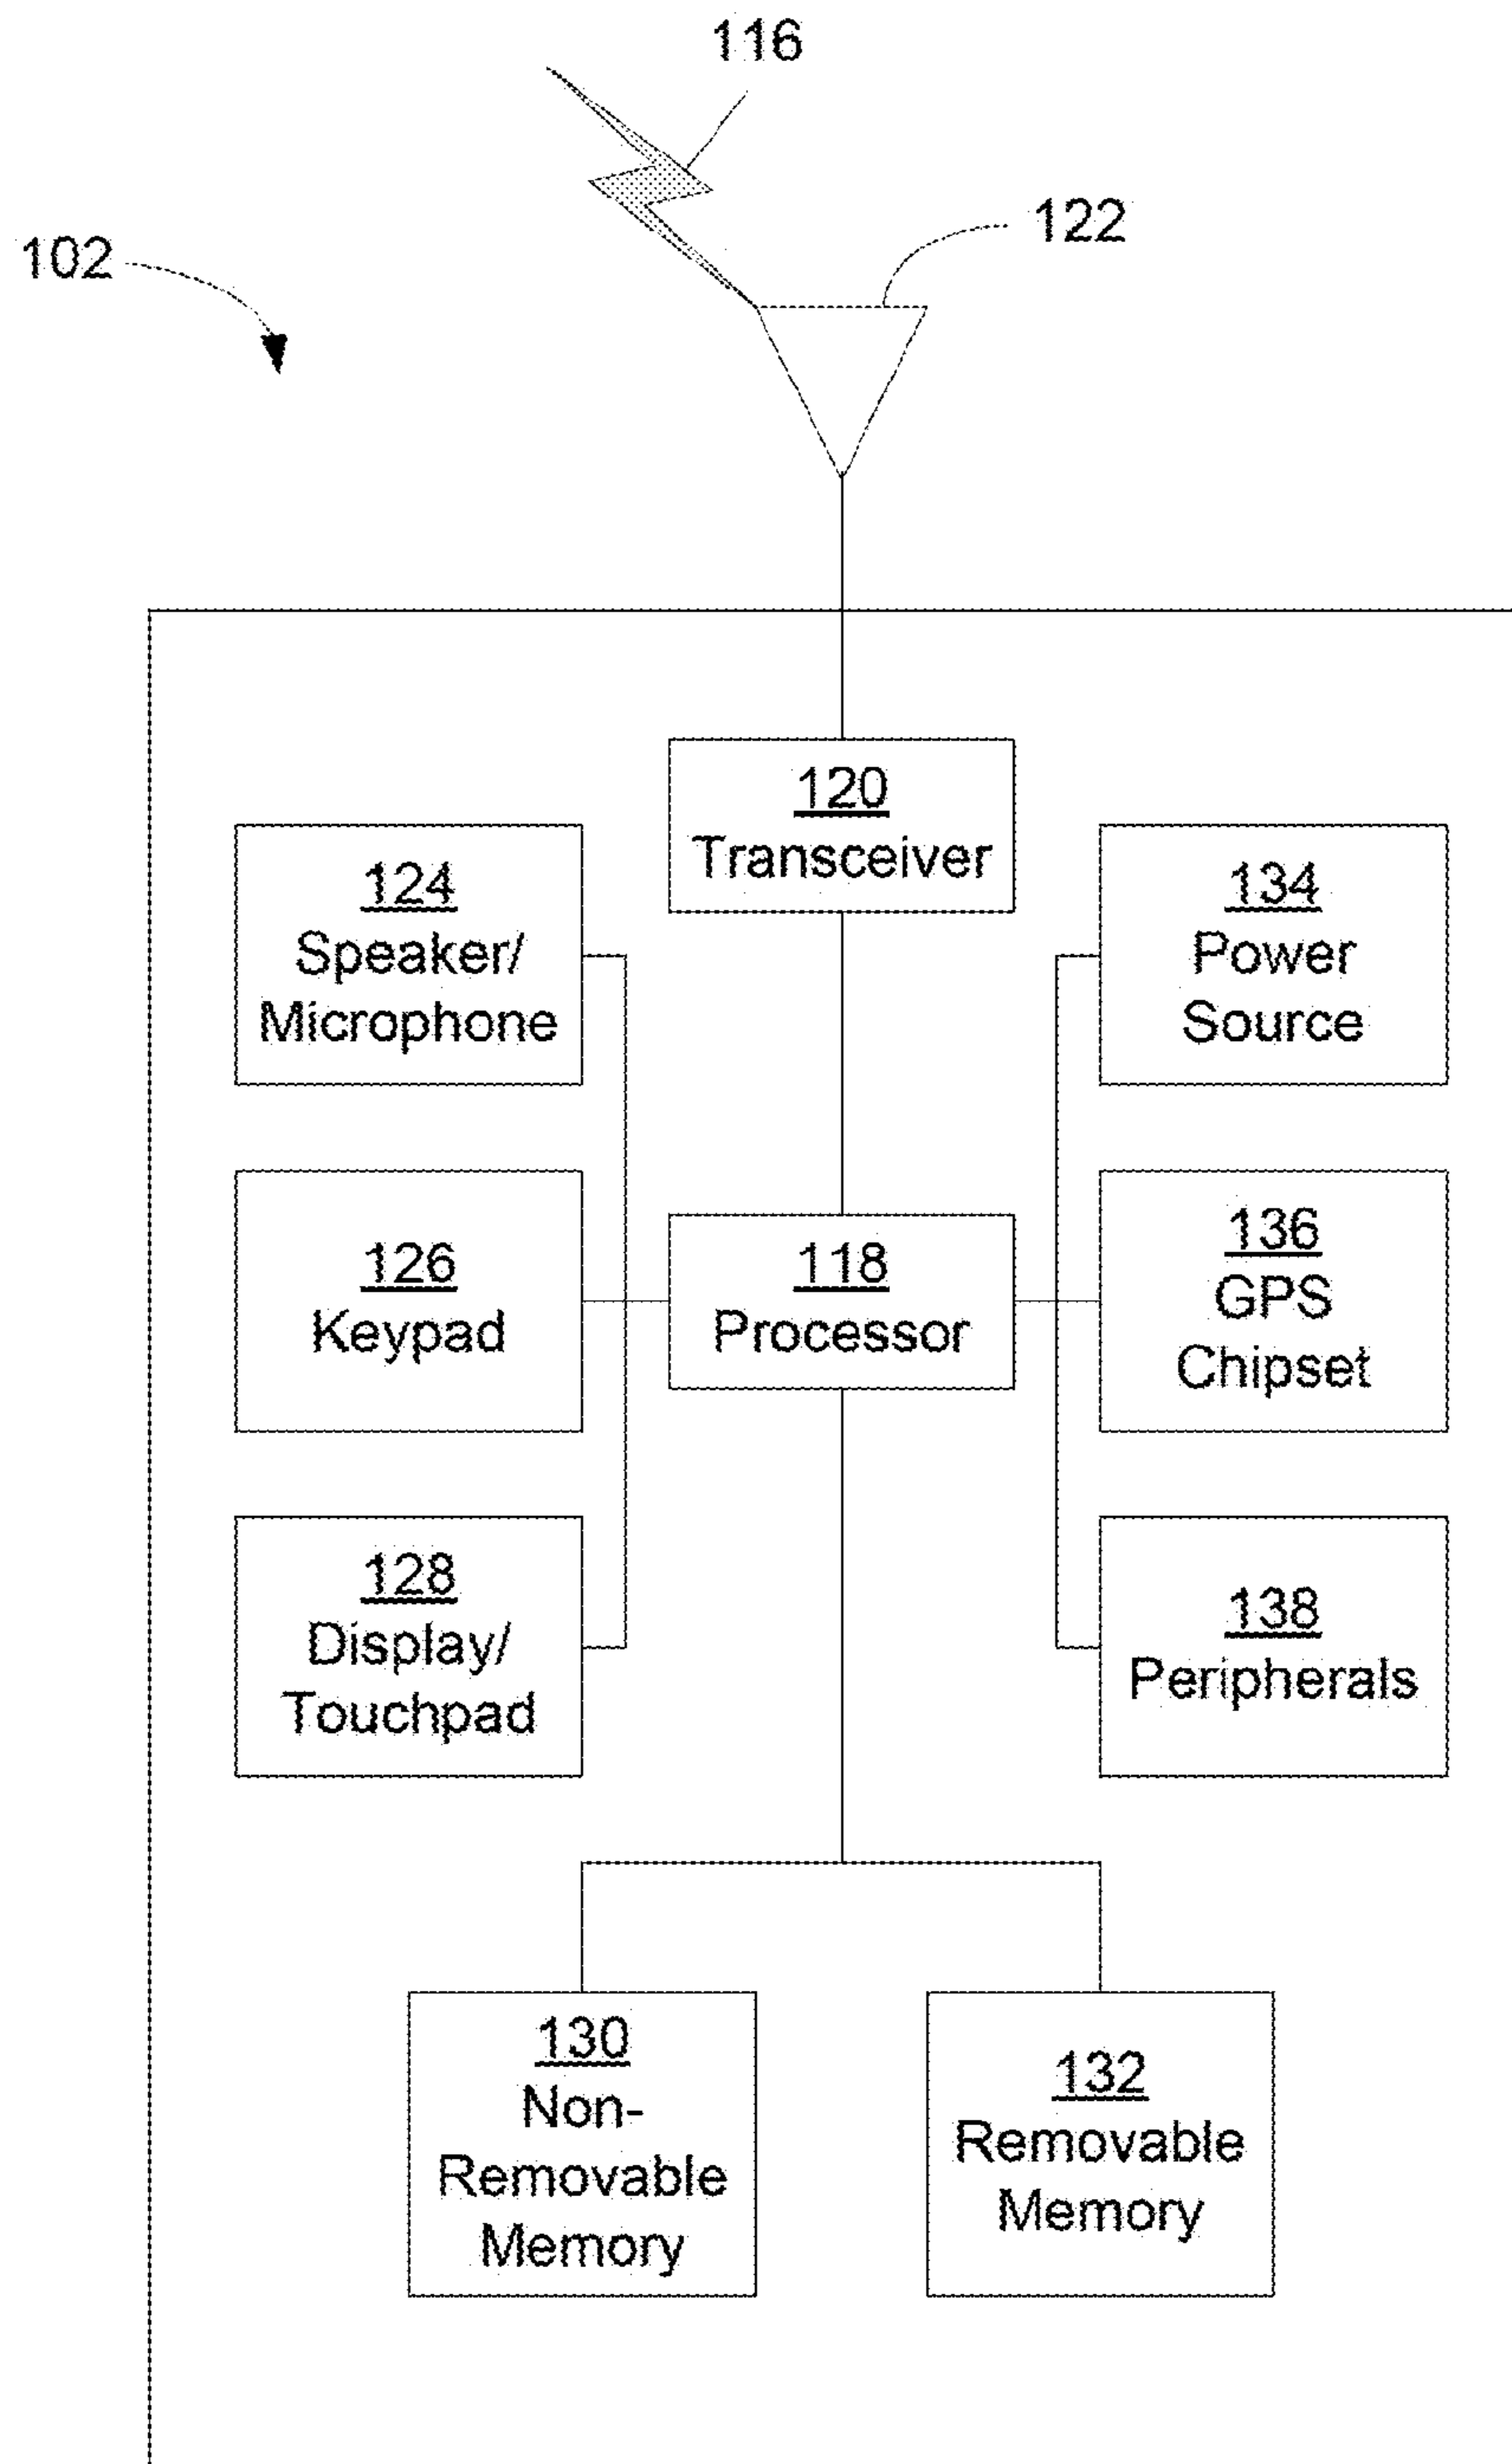 116
122
102
120
Transceiver
124
Speaker/
Microphone
134
Power
Source
126
Keypad
118
Processor
136
GPS
Chipset
128
Display/
Touchpad
138
Peripherals
130
Non-
Removable
Memory
132
Removable
Memory